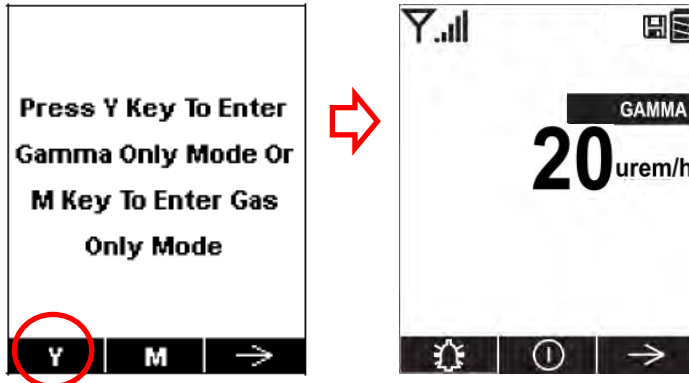 Press Y Key To Enter
Gamma Only Mode Or
M Key To Enter Gas
Only Mode
Y M →
GAMMA
20 urem/h
→